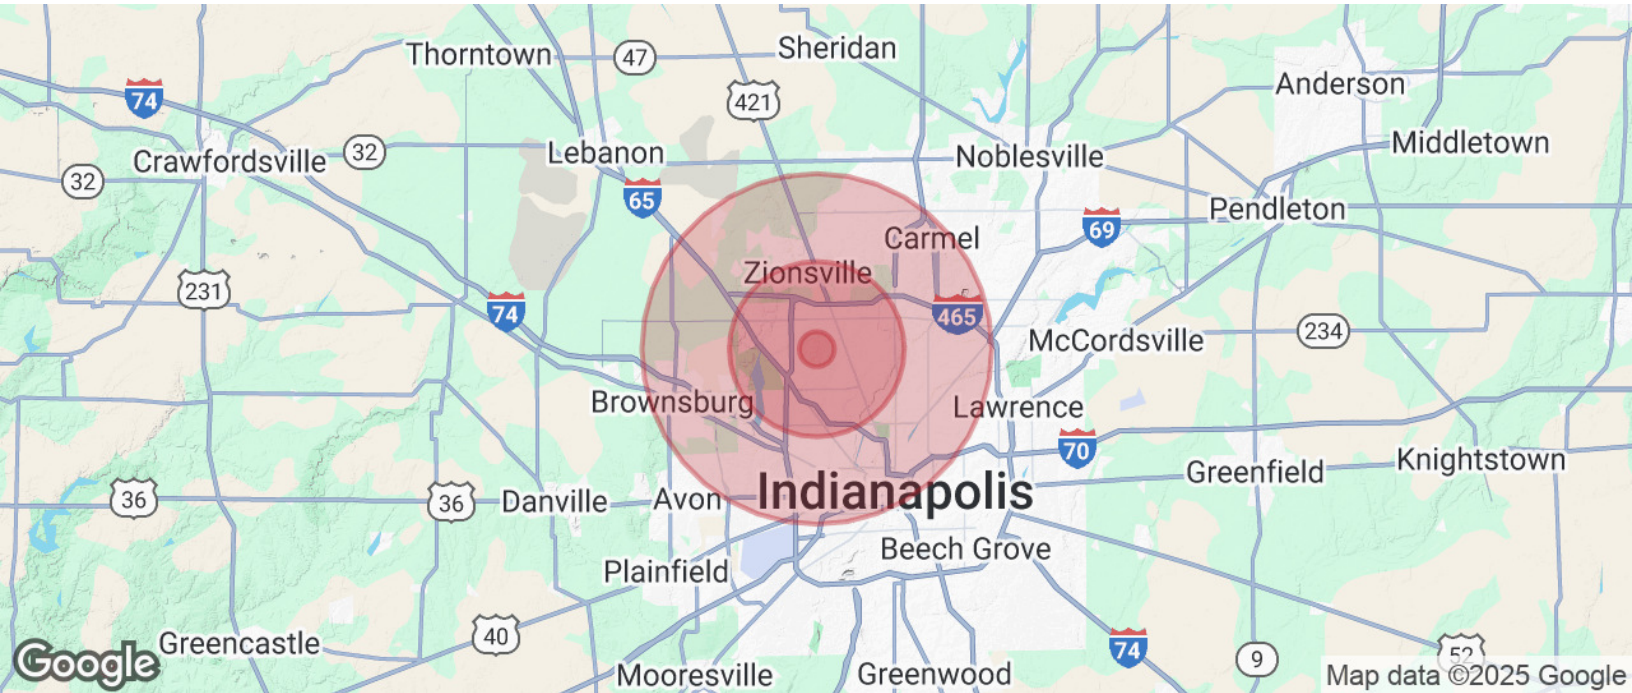 Thorntown
47
Sheridan
74
421
Anderson
Crawfordsville
32
Lebanon
Noblesville
Middletown
32
65
Pendleton
69
Carmel
Zionsville
231
74
465
McCordsville
234
Brownsburg
Lawrence
70
Greenfield
Knightstown
36
36
Danville
Avon
Indianapolis
Beech Grove
Plainfield
40
Greencastle
74
9
52
Google
Mooresville
Greenwood
Map data ©2025 Google